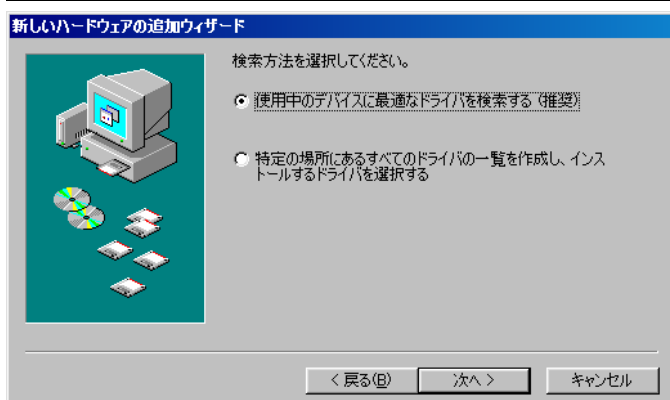 新しいハードウェアの追加ウィザード
検索方法を選択してください。
使用中のデバイスに最適なドライバを検索する (推奨)
特定の場所にあるすべてのドライバの一覧を作成し、インス
トールするドライバを選択する
< 戻る(B)
次へ >
キャンセル